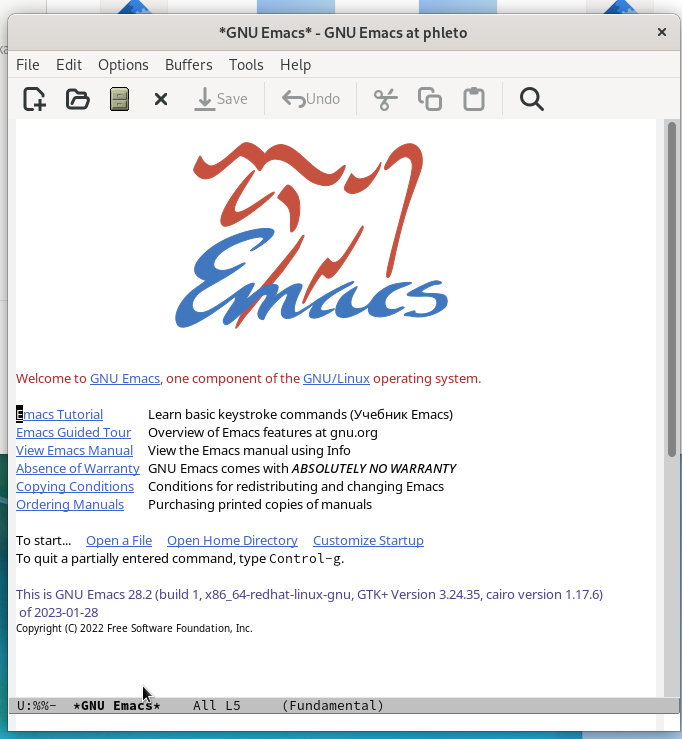 *GNU Emacs* - GNU Emacs at phleto
File Edit Options Buffers Tools Help
Save Undo
Emacs
Welcome to GNU Emacs, one component of the GNU/Linux operating system.
Emacs Tutorial Learn basic keystroke commands (Учебник Emacs)
Emacs Guided Tour Overview of Emacs features at gnu.org
View Emacs Manual View the Emacs manual using Info
Absence of Warranty GNU Emacs comes with ABSOLUTELY NO WARRANTY
Copying Conditions Conditions for redistributing and changing Emacs
Ordering Manuals Purchasing printed copies of manuals
To start... Open a File Open Home Directory Customize Startup
To quit a partially entered command, type Control-g.
This is GNU Emacs 28.2 (build 1, x86_64-redhat-linux-gnu, GTK+ Version 3.24.35, cairo version 1.17.6)
of 2023-01-28
Copyright (C) 2022 Free Software Foundation, Inc.
U:%%- *GNU Emacs* All L5 (Fundamental)